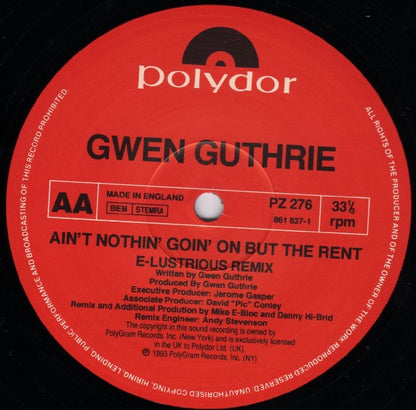 polydor
GWEN GUTHRIE
AA
MADE IN ENGLAND
BIEM STEMRA
PZ 276
861 837-1
33⅓
rpm
AIN'T NOTHIN' GOIN' ON BUT THE RENT
E-LUSTRIOUS REMIX
Written by Gwen Guthrie
Produced By Gwen Guthrie
Executive Producer: Jerome Gasper
Associate Producer: David "Pic" Conley
Remix and Additional Prodution by Mike E-Bloc and Danny Hi-Brid
Remix Engineer: Andy Stevenson
The copyright in this sound recording is owned by
PolyGram Records, Inc. (New York) and is exclusively licensed
in the UK to Polydor Ltd. (UK).
℗ 1993 PolyGram Records, Inc. (NY)
ALL RIGHTS OF THE PRODUCER AND OF THE OWNER OF THE WORK REPRODUCED RESERVED. UNAUTHORISED COPYING, HIRING, LENDING, PUBLIC PERFORMANCE AND BROADCASTING OF THIS RECORD PROHIBITED.